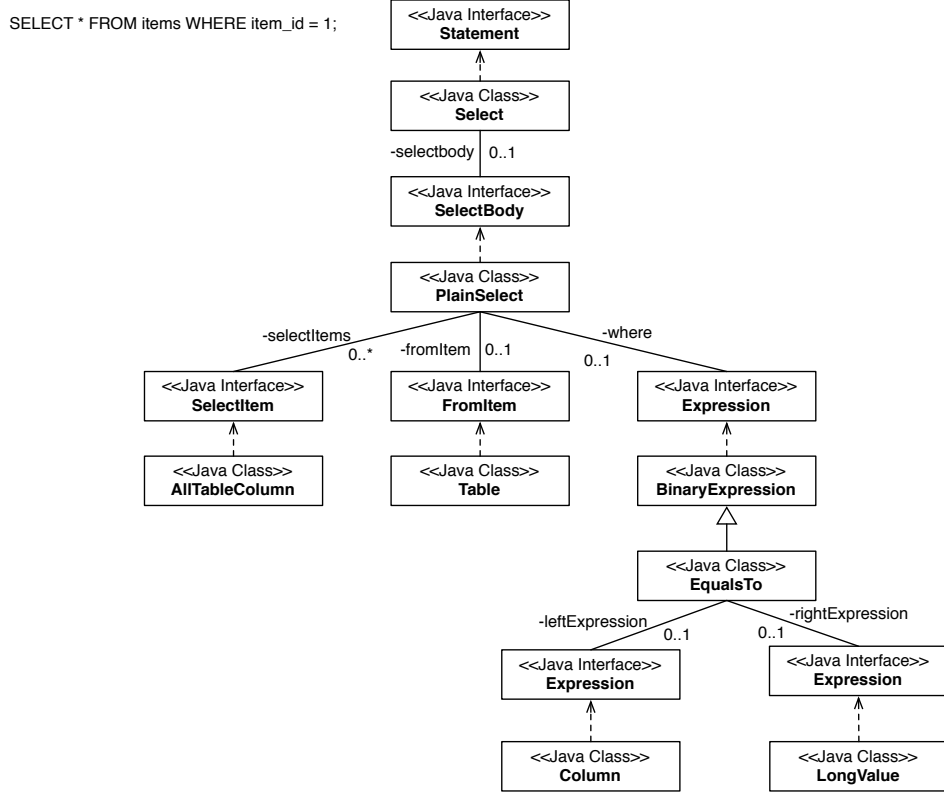 SELECT * FROM items WHERE item_id = 1;
<<Java Interface>>
Statement
<<Java Class>>
Select
-selectbody
0..1
<<Java Interface>>
SelectBody
<<Java Class>>
PlainSelect
-selectItems
0..*
-fromItem
0..1
-where
0..1
<<Java Interface>>
SelectItem
<<Java Interface>>
FromItem
<<Java Interface>>
Expression
<<Java Class>>
AllTableColumn
<<Java Class>>
Table
<<Java Class>>
BinaryExpression
<<Java Class>>
EqualsTo
-leftExpression
0..1
-rightExpression
0..1
<<Java Interface>>
Expression
<<Java Interface>>
Expression
<<Java Class>>
Column
<<Java Class>>
LongValue